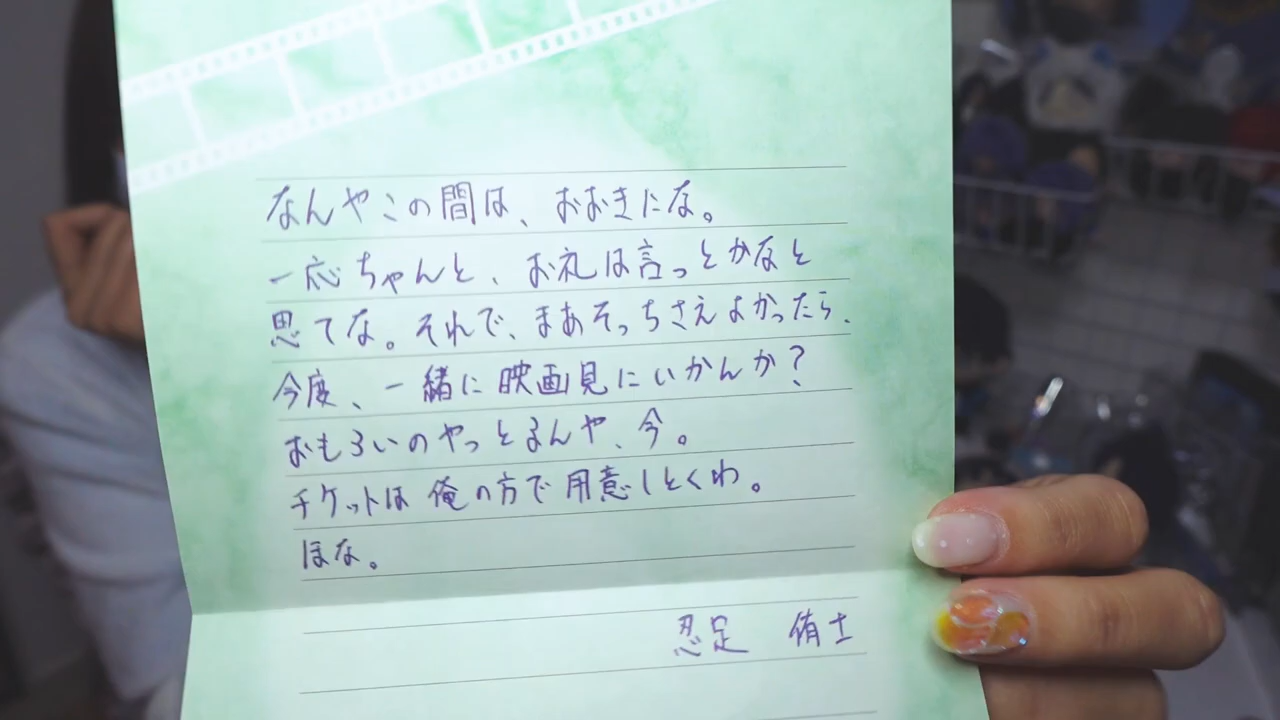 なんやこの間は、おおきにな。
一応ちゃんと、お礼は言っとかなと
思てな。それで、まあそっちさえよかったら、
今度、一緒に映画見にいかんか?
おもろいのやっとるんや、今。
チケットは俺の方で用意しとくわ。
ほな。
忍足 侑士